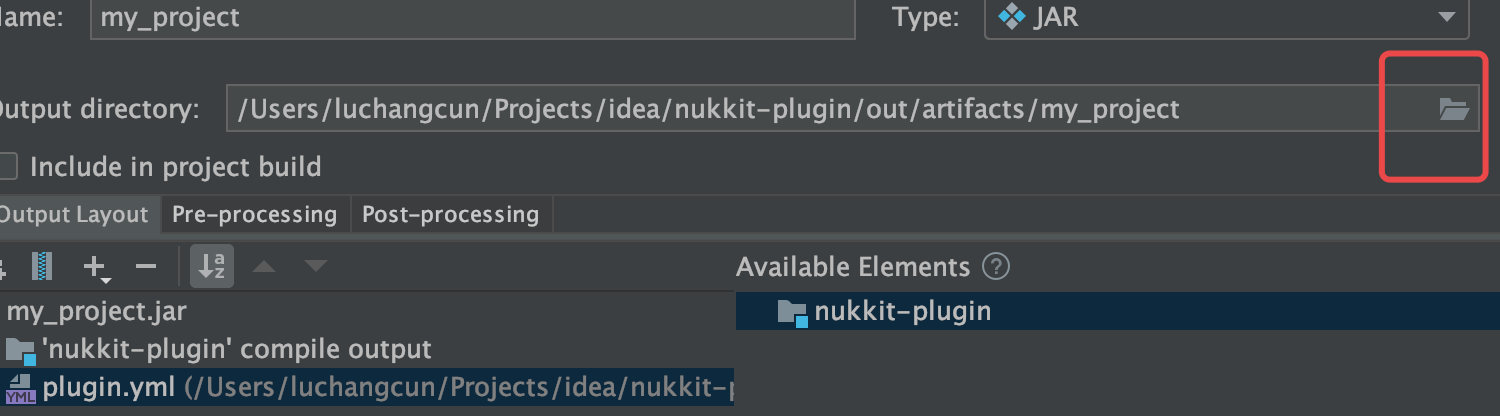 my_project
Type: JAR
/Users/luchangcun/Projects/idea/nukkit-plugin/out/artifacts/my_project
directory:
Include in project build
Output Layout Pre-processing Post-processing
Available Elements ?
my_project.jar
nukkit-plugin
'nukkit-plugin' compile output
YML plugin.yml (/Users/luchangcun/Projects/idea/nukkit-p